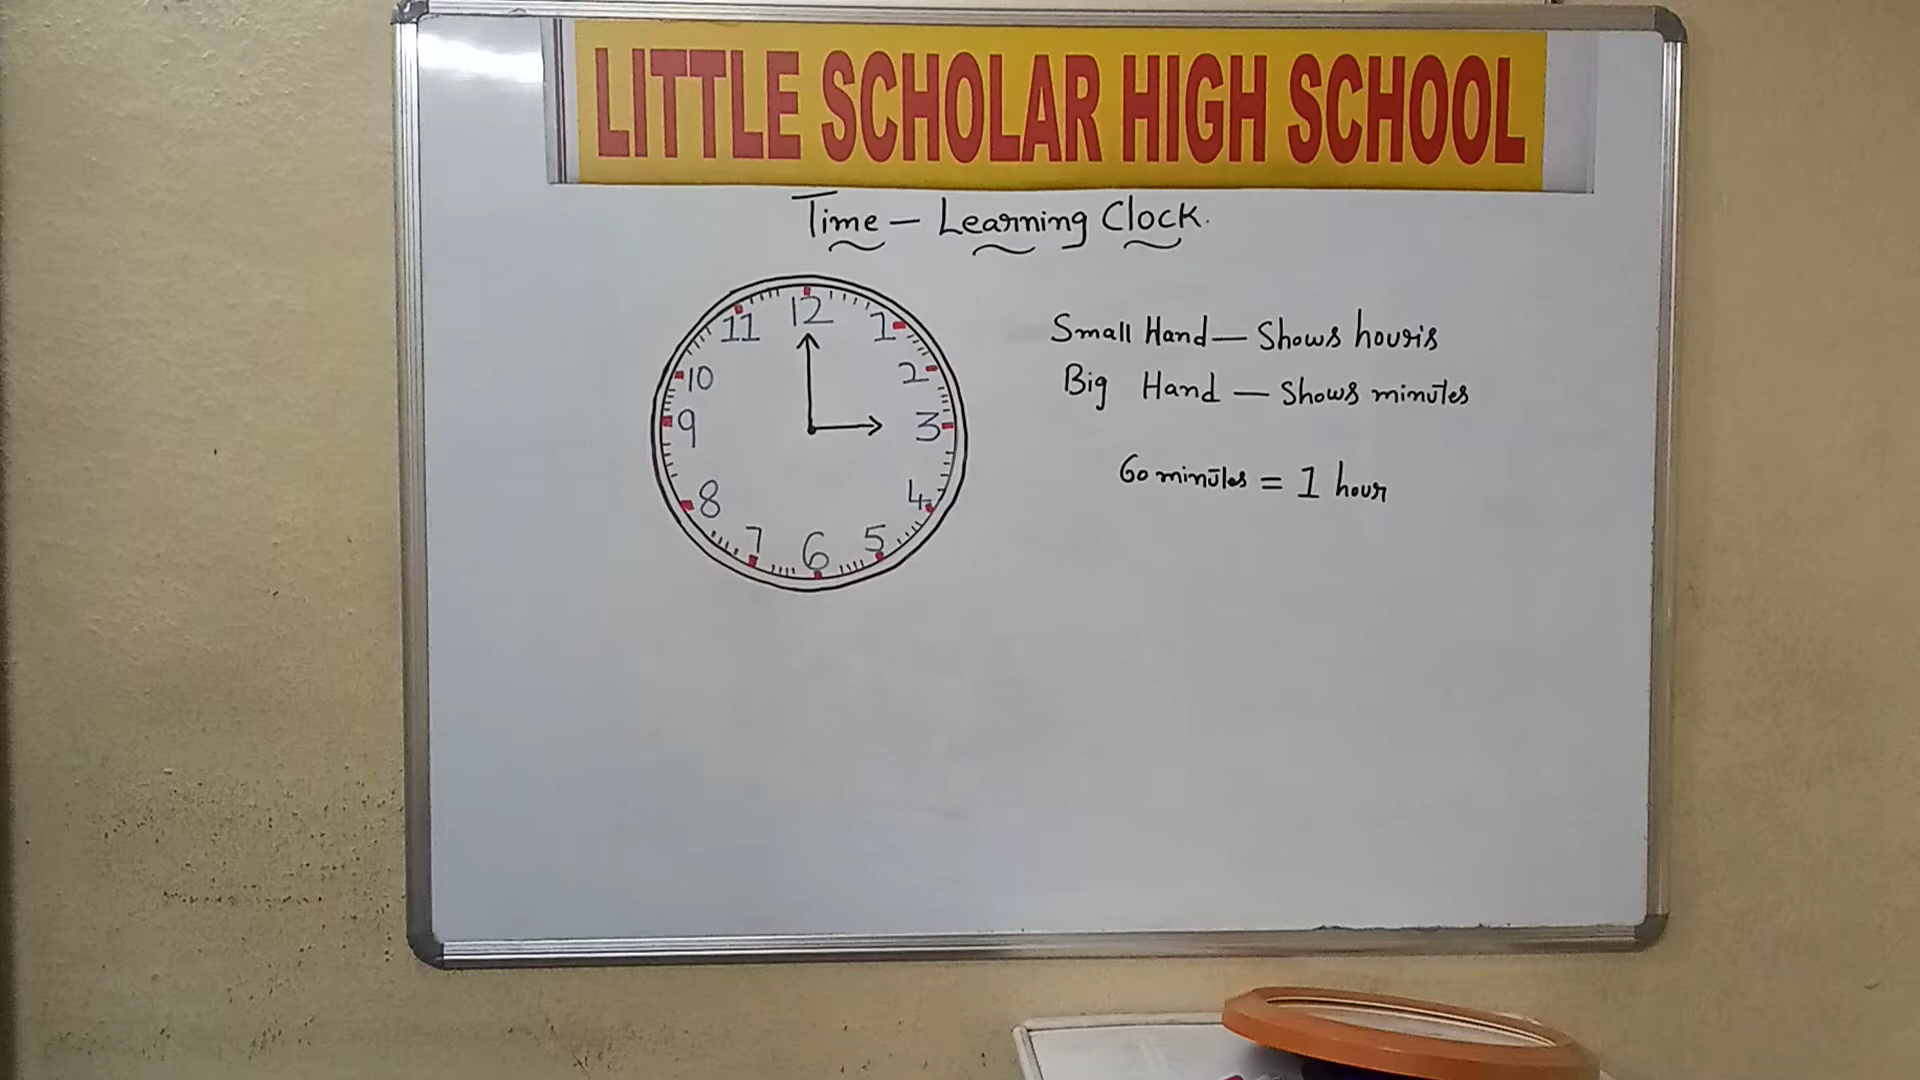 LITTLE SCHOLAR HIGH SCHOOL
Time – Learning Clock.
12
11
1
10
2
9
3
8
4
7
5
6
Small Hand – Shows hours
Big Hand – Shows minutes
60 minutes = 1 hour